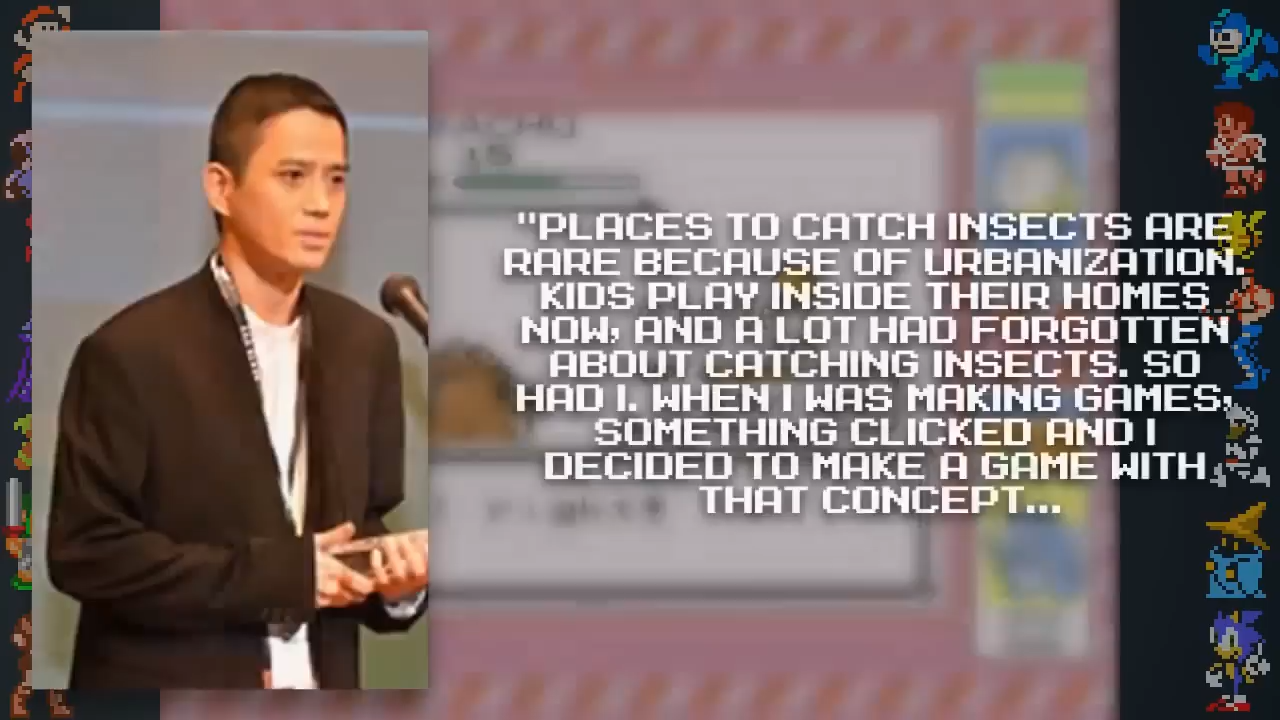 "PLACES TO CATCH INSECTS ARE
RARE BECAUSE OF URBANIZATION.
KIDS PLAY INSIDE THEIR HOMES
NOW, AND A LOT HAD FORGOTTEN
ABOUT CATCHING INSECTS. SO
HAD I. WHEN I WAS MAKING GAMES,
SOMETHING CLICKED AND I
DECIDED TO MAKE A GAME WITH
THAT CONCEPT...